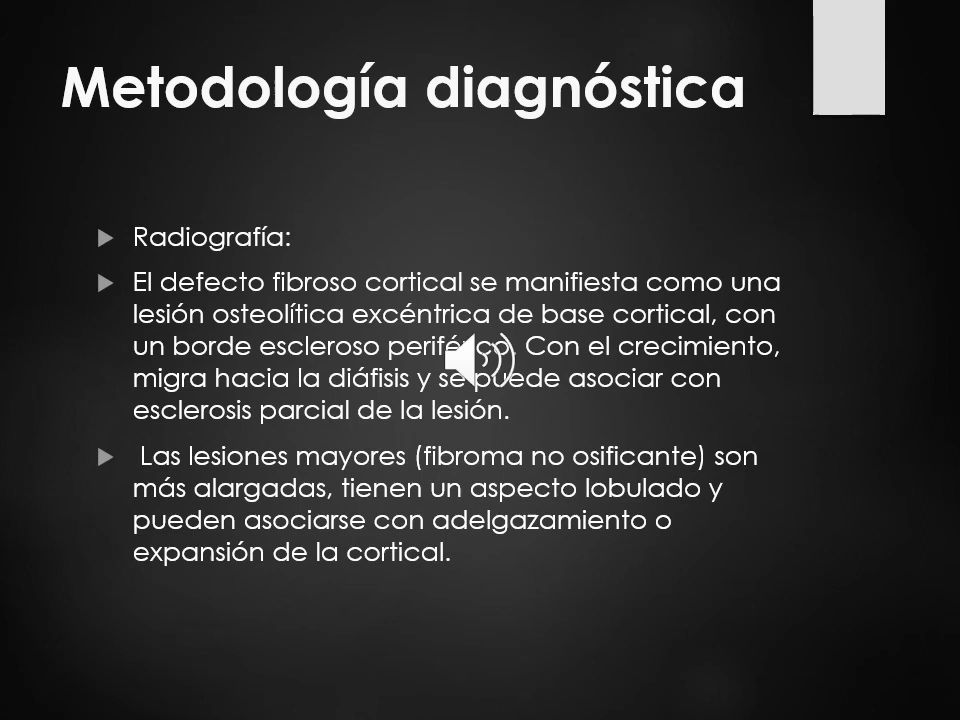 Metodología diagnóstica
Radiografía:
El defecto fibroso cortical se manifiesta como una
lesión osteolítica excéntrica de base cortical, con
un borde escleroso periférico. Con el crecimiento,
migra hacia la diáfisis y se puede asociar con
esclerosis parcial de la lesión.
Las lesiones mayores (fibroma no osificante) son
más alargadas, tienen un aspecto lobulado y
pueden asociarse con adelgazamiento o
expansión de la cortical.